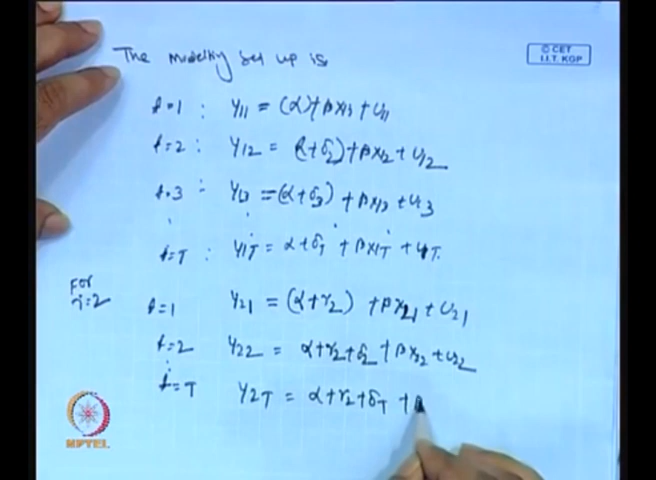 The modelling set up is
© CET
I.I.T. KGP
t=1 : Y11 = (α)+βX11+U11
t=2 : Y12 = (α+δ2)+βX12+U12
t=3 : Y13 = (α+δ3) + βX13+U13
t=T : Y1T = α+δT + βX1T + U1T
For
i=2
t=1 Y21 = (α+γ2) + βX21+U21
t=2 Y22 = α+γ2+δ2+βX22+U22
t=T Y2T = α+γ2+δT +β
NPTEL